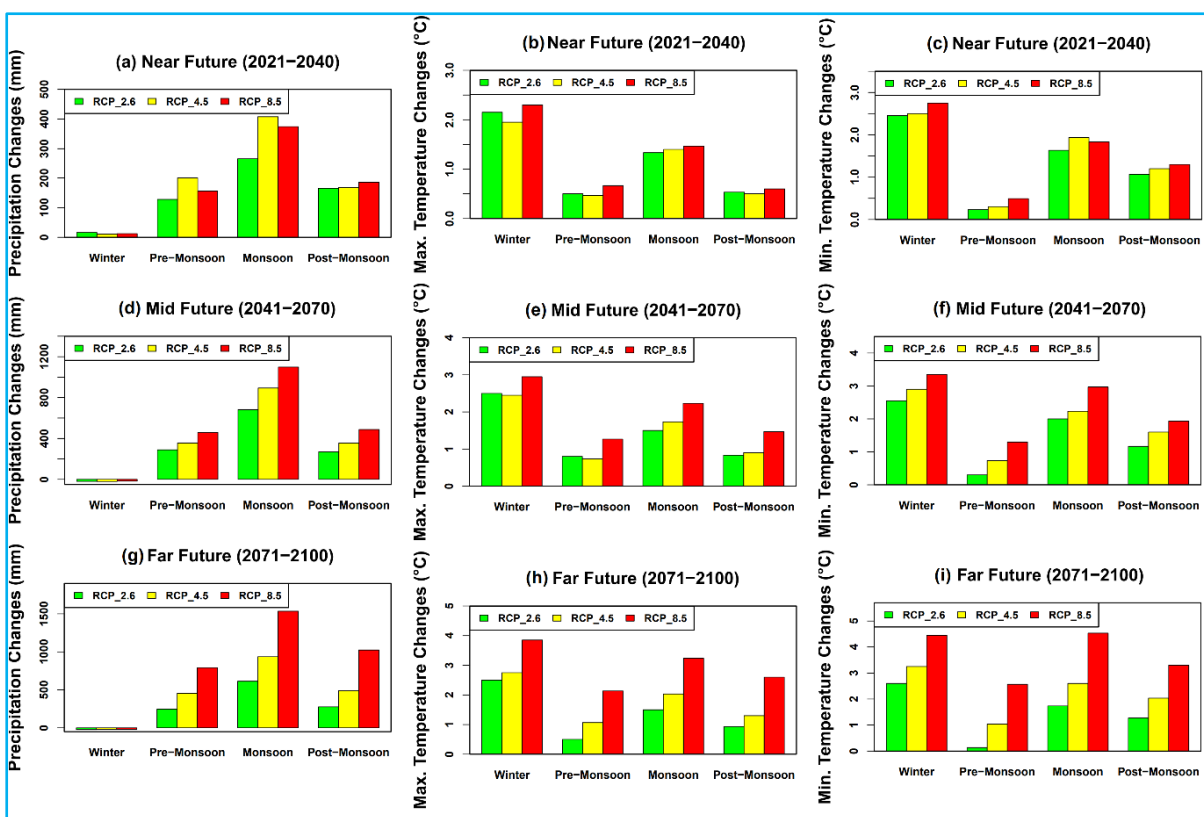 (a) Near Future (2021−2040)
Precipitation Changes (mm)
500
400
300
200
100
0
RCP_2.6 RCP_4.5 RCP_8.5
Winter Pre−Monsoon Monsoon Post−Monsoon
(b) Near Future (2021−2040)
Max. Temperature Changes (°C)
3.0
2.0
1.0
0.0
RCP_2.6 RCP_4.5 RCP_8.5
Winter Pre−Monsoon Monsoon Post−Monsoon
(c) Near Future (2021−2040)
Min. Temperature Changes (°C)
3.0
2.0
1.0
0.0
RCP_2.6 RCP_4.5 RCP_8.5
Winter Pre−Monsoon Monsoon Post−Monsoon
(d) Mid Future (2041−2070)
Precipitation Changes (mm)
1200
800
400
0
RCP_2.6 RCP_4.5 RCP_8.5
Winter Pre−Monsoon Monsoon Post−Monsoon
(e) Mid Future (2041−2070)
Max. Temperature Changes (°C)
4
3
2
1
0
RCP_2.6 RCP_4.5 RCP_8.5
Winter Pre−Monsoon Monsoon Post−Monsoon
(f) Mid Future (2041−2070)
Min. Temperature Changes (°C)
4
3
2
1
0
RCP_2.6 RCP_4.5 RCP_8.5
Winter Pre−Monsoon Monsoon Post−Monsoon
(g) Far Future (2071−2100)
Precipitation Changes (mm)
1500
1000
500
0
RCP_2.6 RCP_4.5 RCP_8.5
Winter Pre−Monsoon Monsoon Post−Monsoon
(h) Far Future (2071−2100)
Max. Temperature Changes (°C)
5
4
3
2
1
0
RCP_2.6 RCP_4.5 RCP_8.5
Winter Pre−Monsoon Monsoon Post−Monsoon
(i) Far Future (2071−2100)
Min. Temperature Changes (°C)
5
4
3
2
1
0
RCP_2.6 RCP_4.5 RCP_8.5
Winter Pre−Monsoon Monsoon Post−Monsoon